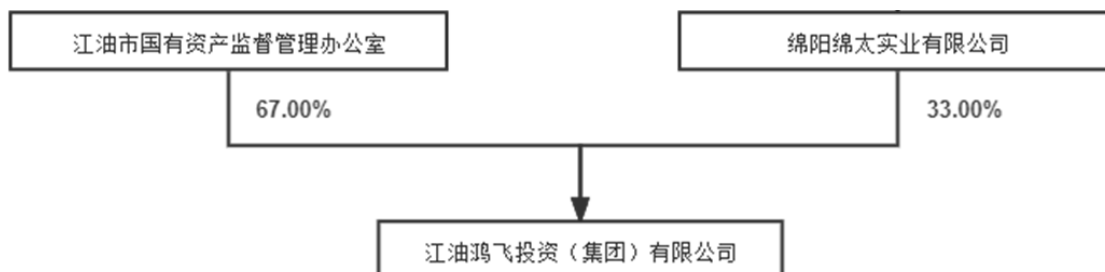 江油市国有资产监督管理办公室
绵阳绵太实业有限公司
67.00%
33.00%
江油鸿飞投资（集团）有限公司